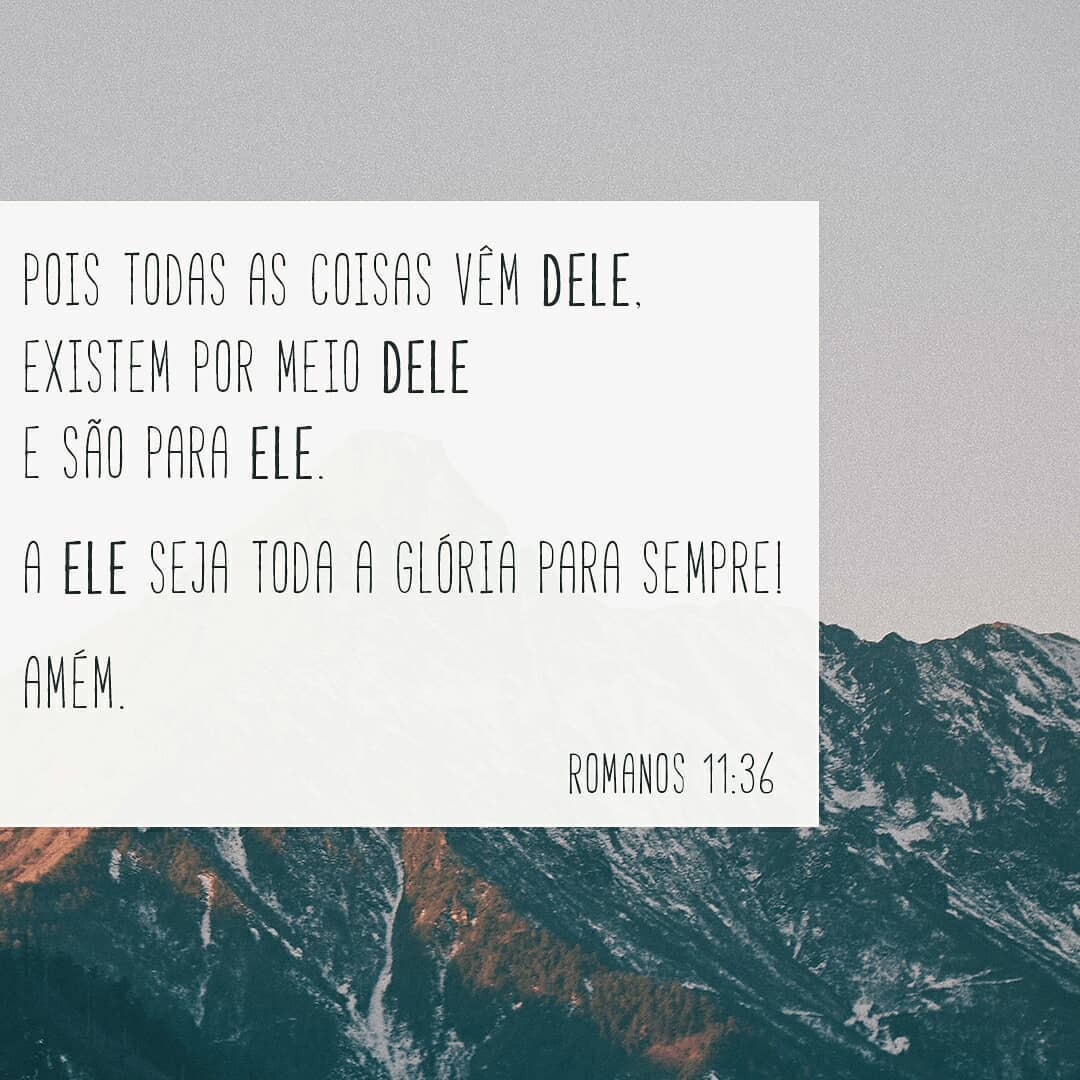 POIS TODAS AS COISAS VÊM DELE,
EXISTEM POR MEIO DELE
E SÃO PARA ELE.
A ELE SEJA TODA A GLÓRIA PARA SEMPRE!
AMÉM.
ROMANOS 11:36